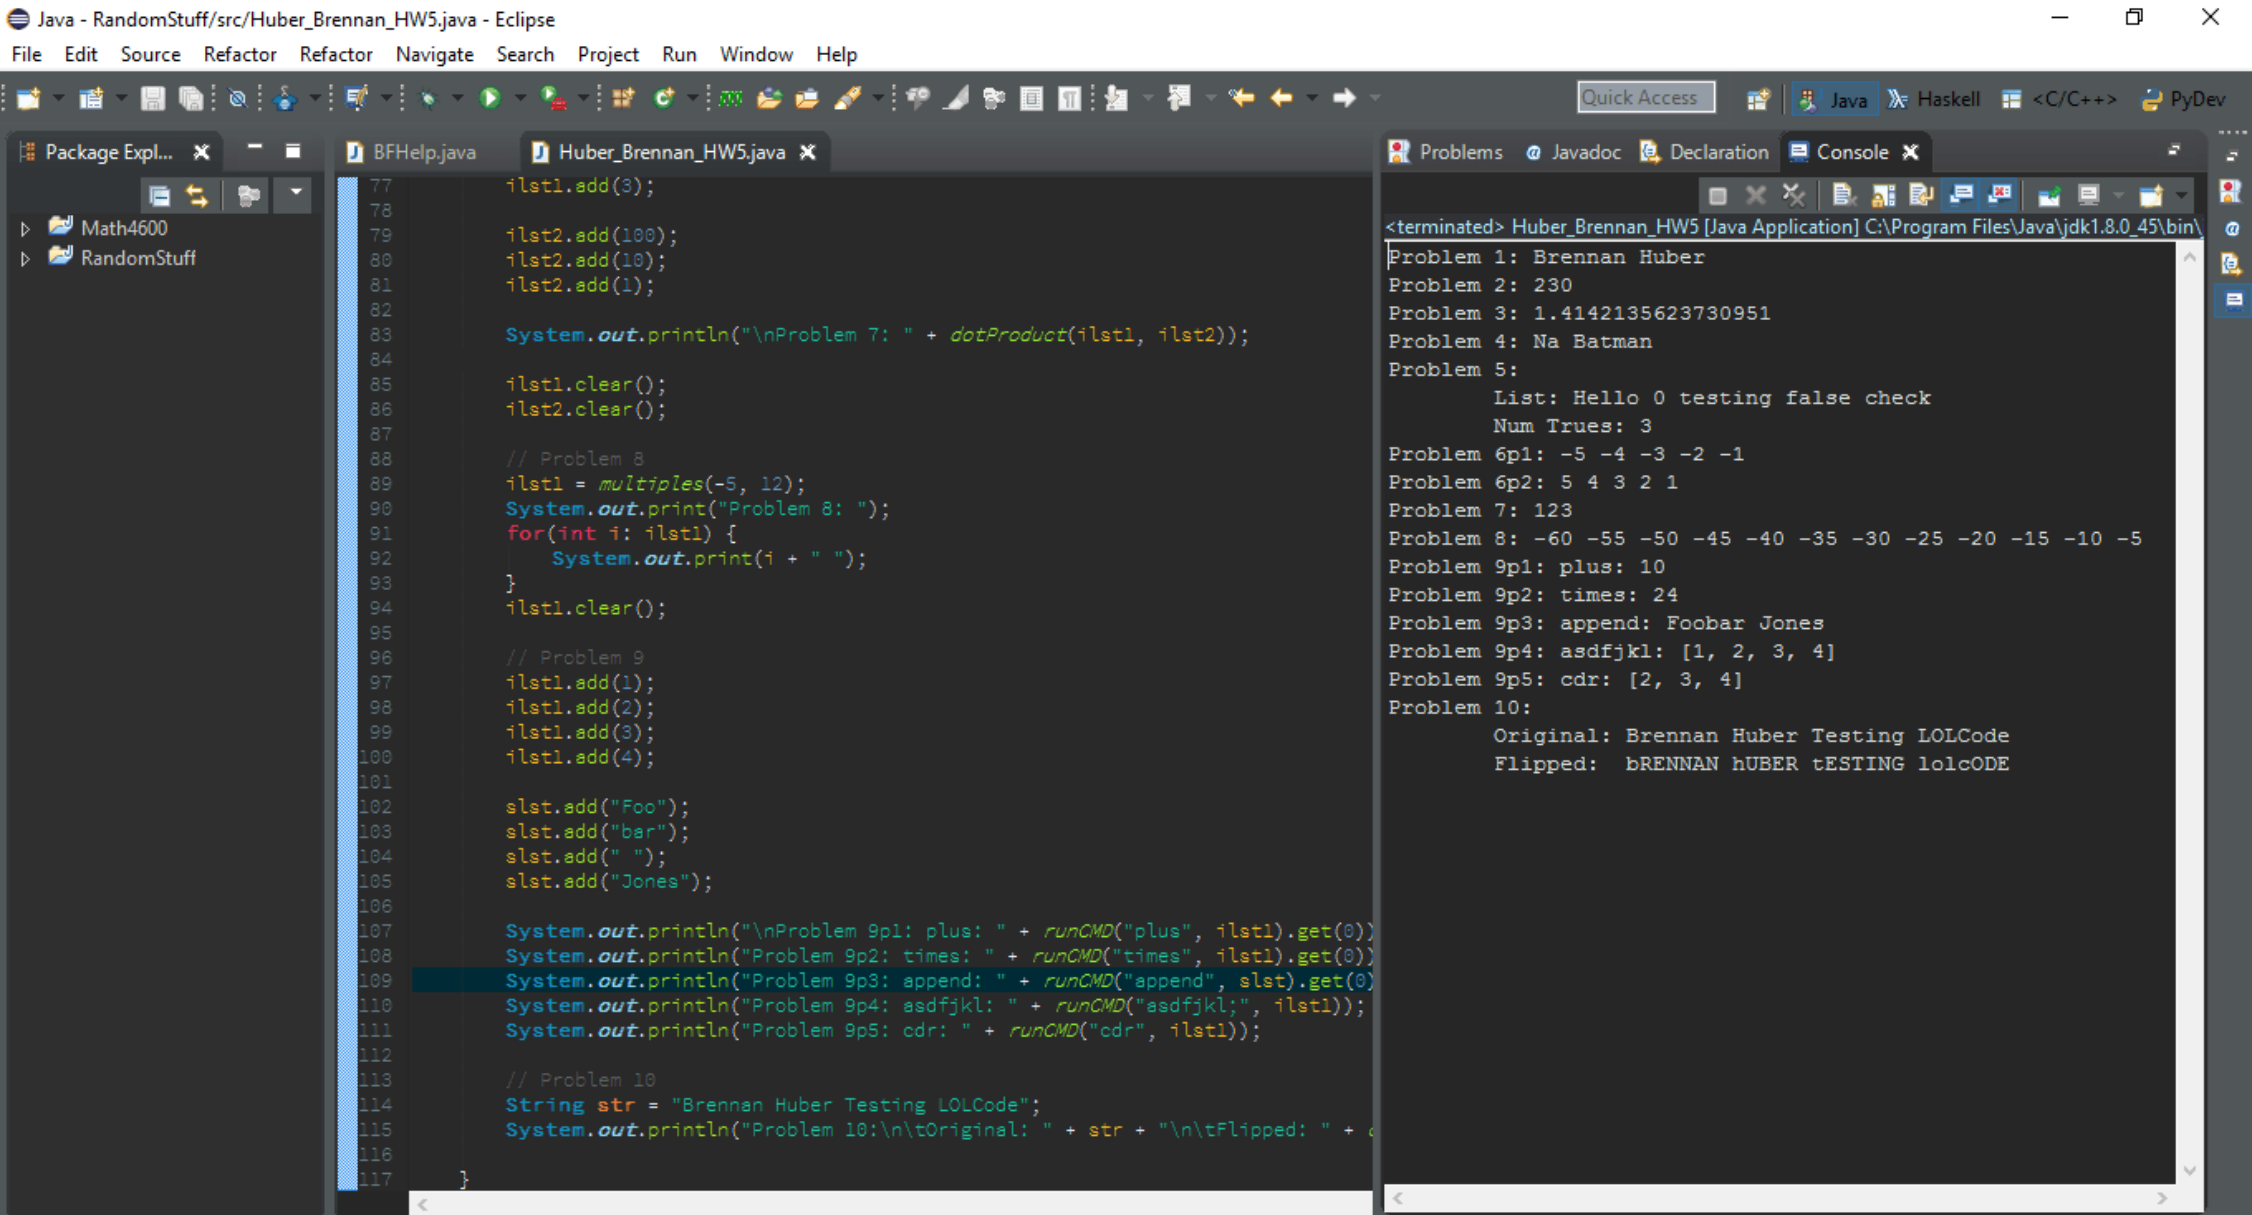 Java - RandomStuff/src/Huber_Brennan_HW5.java - Eclipse
File Edit Source Refactor Refactor Navigate Search Project Run Window Help
Quick Access
Java Haskell <C/C++> PyDev
Package Expl...
Math4600
RandomStuff
BFHelp.java Huber_Brennan_HW5.java
77 ilst1.add(3);
78
79 ilst2.add(100);
80 ilst2.add(10);
81 ilst2.add(1);
82
83 System.out.println("\nProblem 7: " + dotProduct(ilst1, ilst2));
84
85 ilst1.clear();
86 ilst2.clear();
87
88 // Problem 8
89 ilst1 = multiples(-5, 12);
90 System.out.print("Problem 8: ");
91 for(int i: ilst1) {
92 System.out.print(i + " ");
93 }
94 ilst1.clear();
95
96 // Problem 9
97 ilst1.add(1);
98 ilst1.add(2);
99 ilst1.add(3);
100 ilst1.add(4);
101
102 slst.add("Foo");
103 slst.add("bar");
104 slst.add(" ");
105 slst.add("Jones");
106
107 System.out.println("\nProblem 9p1: plus: " + runCMD("plus", ilst1).get(0))
108 System.out.println("Problem 9p2: times: " + runCMD("times", ilst1).get(0))
109 System.out.println("Problem 9p3: append: " + runCMD("append", slst).get(0)
110 System.out.println("Problem 9p4: asdfjkl: " + runCMD("asdfjkl;", ilst1));
111 System.out.println("Problem 9p5: cdr: " + runCMD("cdr", ilst1));
112
113 // Problem 10
114 String str = "Brennan Huber Testing LOLCode";
115 System.out.println("Problem 10:\n\tOriginal: " + str + "\n\tFlipped: " +
116
117 }
Problems Javadoc Declaration Console
<terminated> Huber_Brennan_HW5 [Java Application] C:\Program Files\Java\jdk1.8.0_45\bin\
Problem 1: Brennan Huber
Problem 2: 230
Problem 3: 1.4142135623730951
Problem 4: Na Batman
Problem 5:
List: Hello 0 testing false check
Num Trues: 3
Problem 6p1: -5 -4 -3 -2 -1
Problem 6p2: 5 4 3 2 1
Problem 7: 123
Problem 8: -60 -55 -50 -45 -40 -35 -30 -25 -20 -15 -10 -5
Problem 9p1: plus: 10
Problem 9p2: times: 24
Problem 9p3: append: Foobar Jones
Problem 9p4: asdfjkl: [1, 2, 3, 4]
Problem 9p5: cdr: [2, 3, 4]
Problem 10:
Original: Brennan Huber Testing LOLCode
Flipped: bRENNAN hUBER tESTING lolcODE